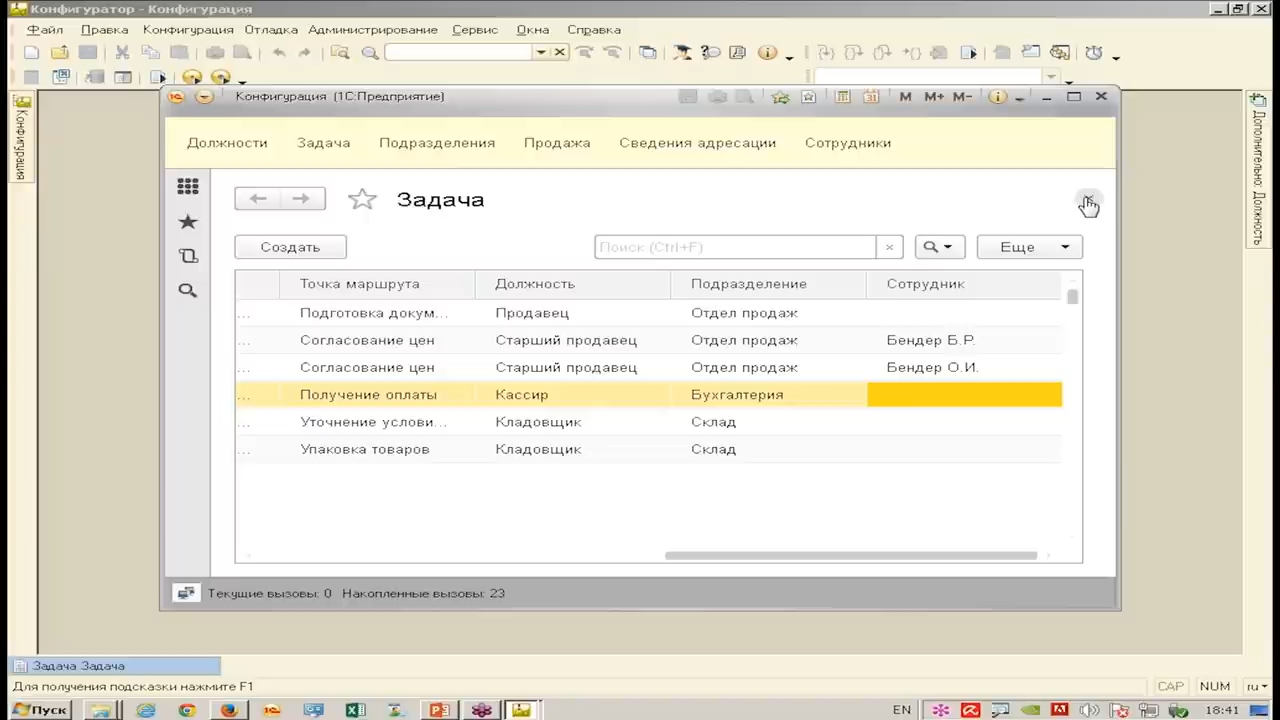 Конфигуратор - Конфигурация
Файл Правка Конфигурация Отладка Администрирование Сервис Окна Справка
Конфигурация (1С:Предприятие)
M M+ M-
Конфигурация
Дополнительно: Должность
Должности Задача Подразделения Продажа Сведения адресации Сотрудники
Задача
Создать Поиск (Ctrl+F) × Еще
Точка маршрута Должность Подразделение Сотрудник
... Подготовка докум... Продавец Отдел продаж
... Согласование цен Старший продавец Отдел продаж Бендер Б.Р.
... Согласование цен Старший продавец Отдел продаж Бендер О.И.
... Получение оплаты Кассир Бухгалтерия
... Уточнение услови... Кладовщик Склад
... Упаковка товаров Кладовщик Склад
Текущие вызовы: 0 Накопленные вызовы: 23
Задача Задача
Для получения подсказки нажмите F1 CAP NUM ru
Пуск EN 18:41